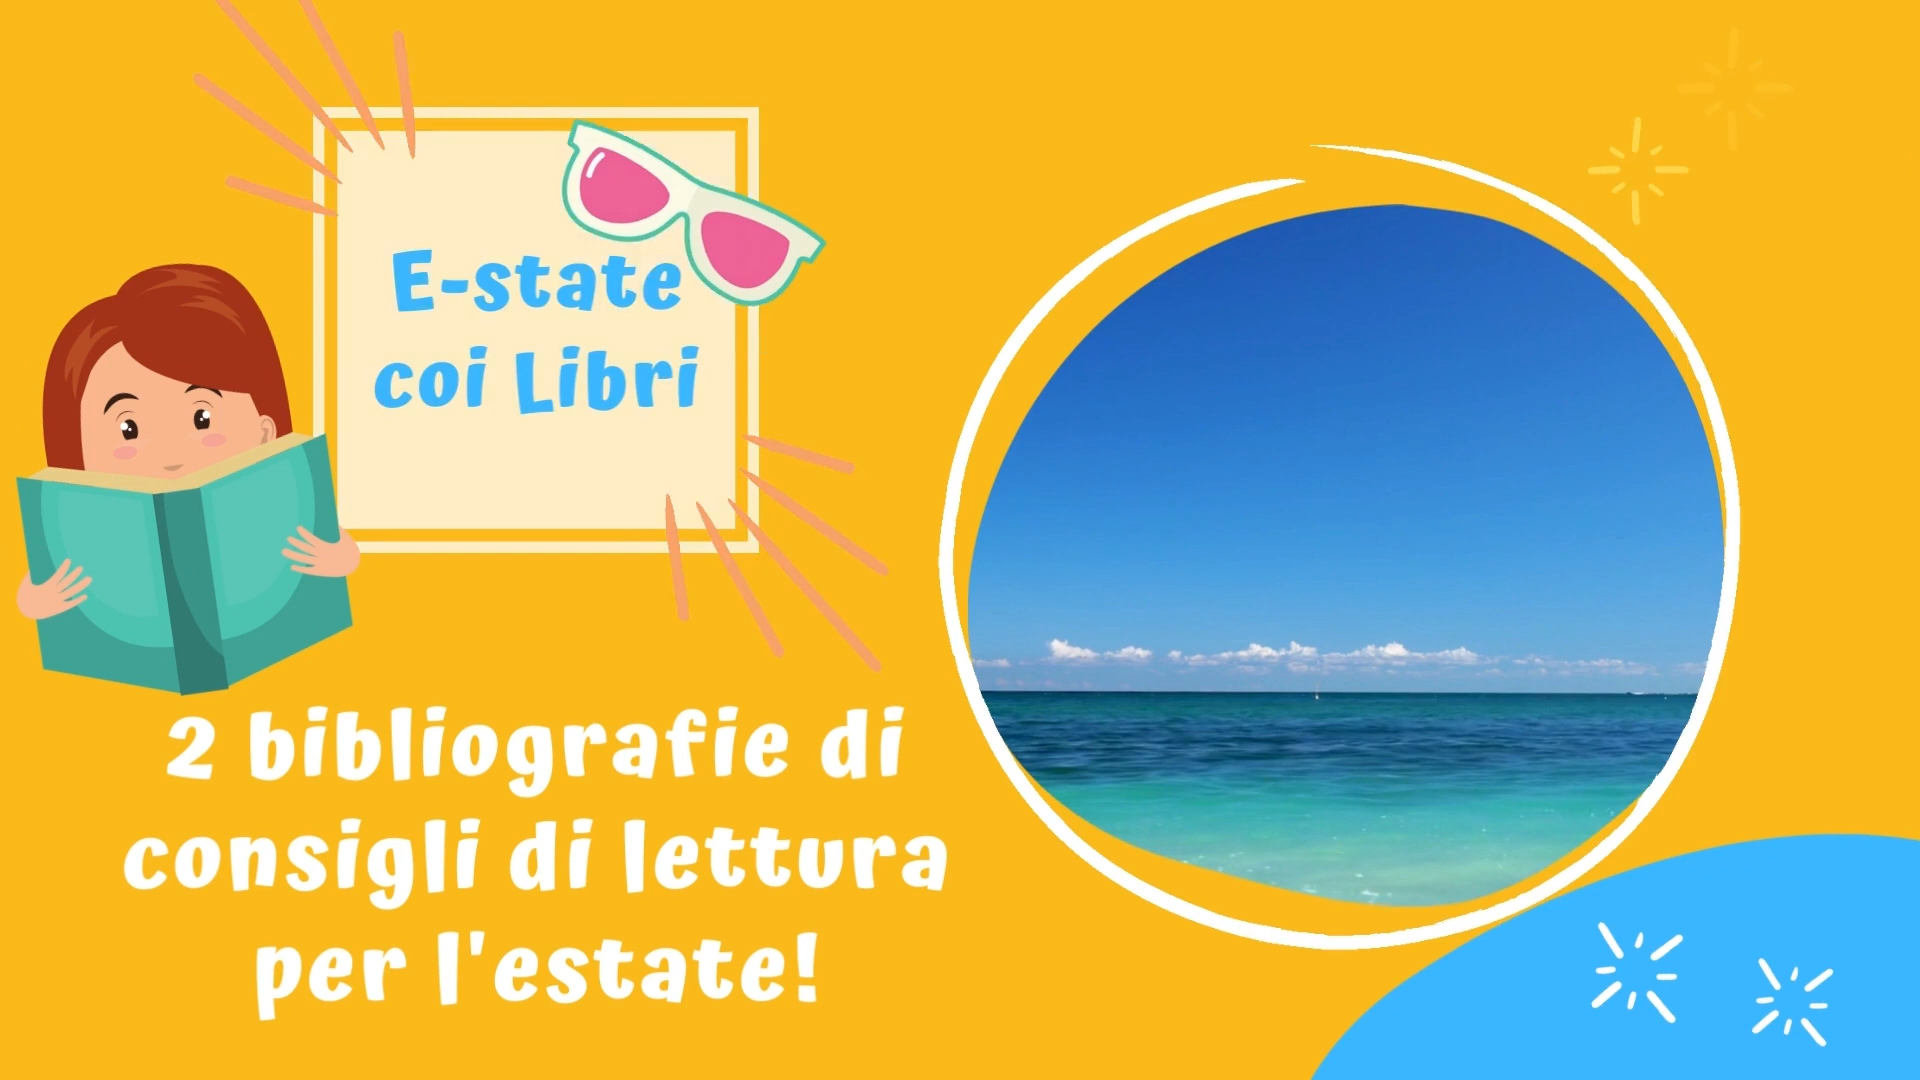 E-state
coi Libri
2 bibliografie di
consigli di lettura
per l'estate!